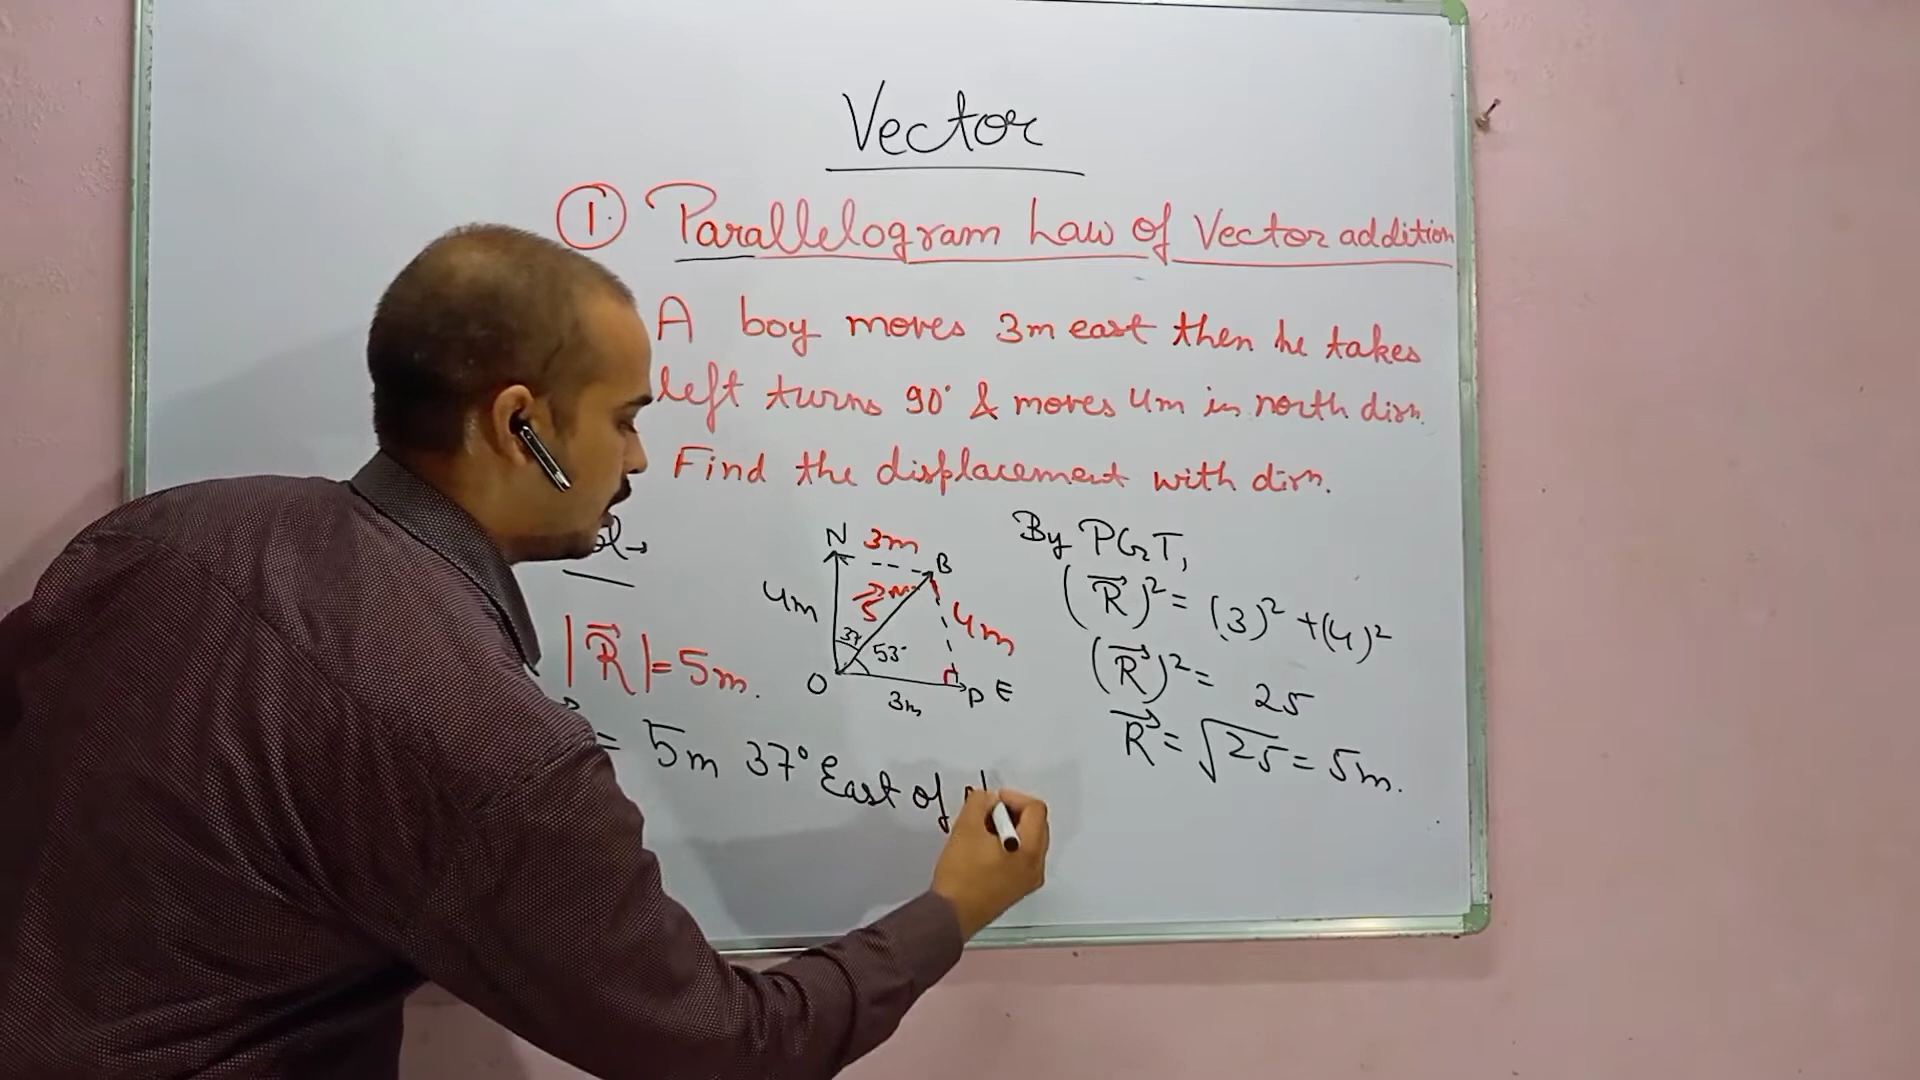 Vector
① Parallelogram Law of Vector addition
A boy moves 3m east then he takes
left turns 90° & moves 4m in north dirn.
Find the displacement with dirn.
N 3m B
4m 5m 4m
37 53°
O 3m P E
|R⃗|=5m.
= 5m 37° East of
By PGT,
(R⃗)² = (3)² +(4)²
(R⃗)² = 25
R⃗ = √25 = 5m.